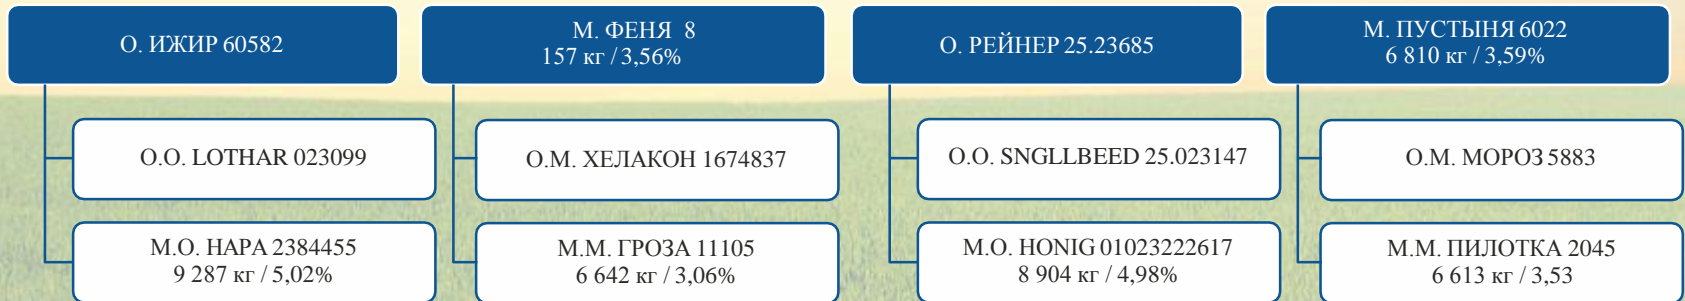 О. ИЖИР 60582
М. ФЕНЯ 8
157 кг / 3,56%
О.О. LOTHAR 023099
О.М. ХЕЛАКОН 1674837
М.О. НАРА 2384455
9 287 кг / 5,02%
М.М. ГРОЗА 11105
6 642 кг / 3,06%
О. РЕЙНЕР 25.23685
М. ПУСТЫНЯ 6022
6 810 кг / 3,59%
О.О. SNGLLBEED 25.023147
О.М. МОРОЗ 5883
М.О. HONIG 01023222617
8 904 кг / 4,98%
М.М. ПИЛОТКА 2045
6 613 кг / 3,53